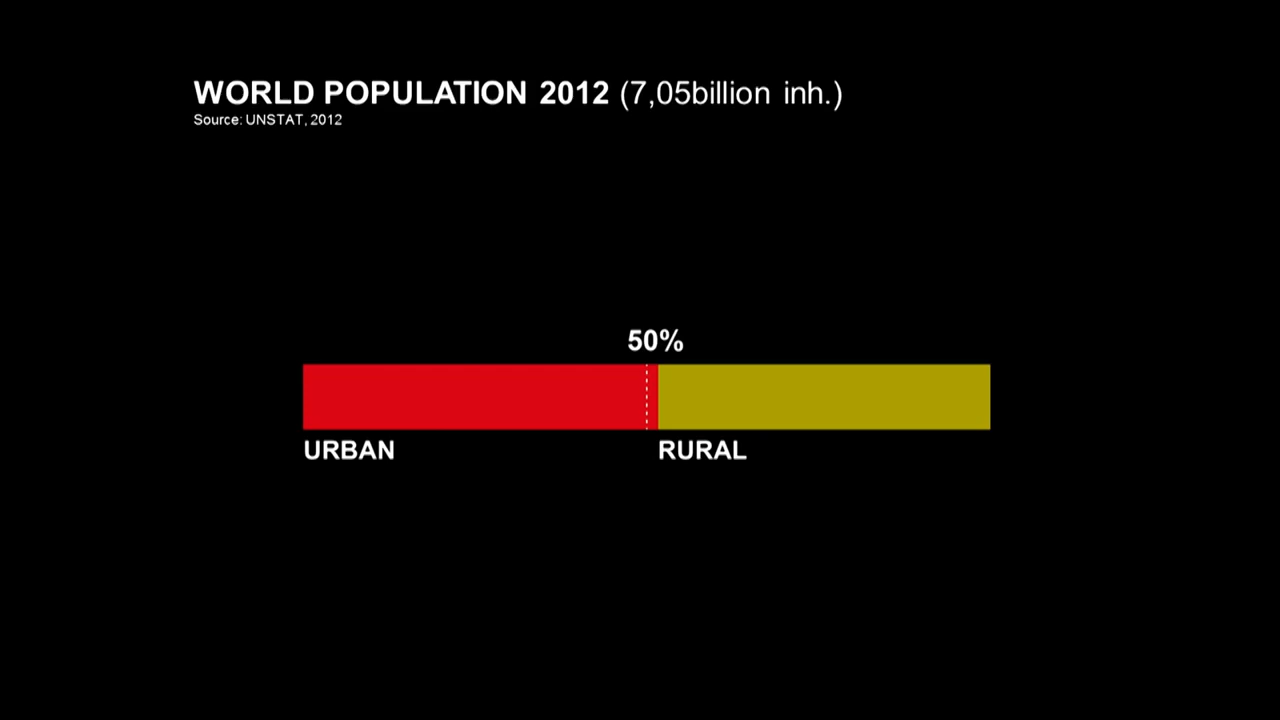 WORLD POPULATION 2012 (7,05billion inh.)
Source: UNSTAT, 2012
50%
URBAN RURAL